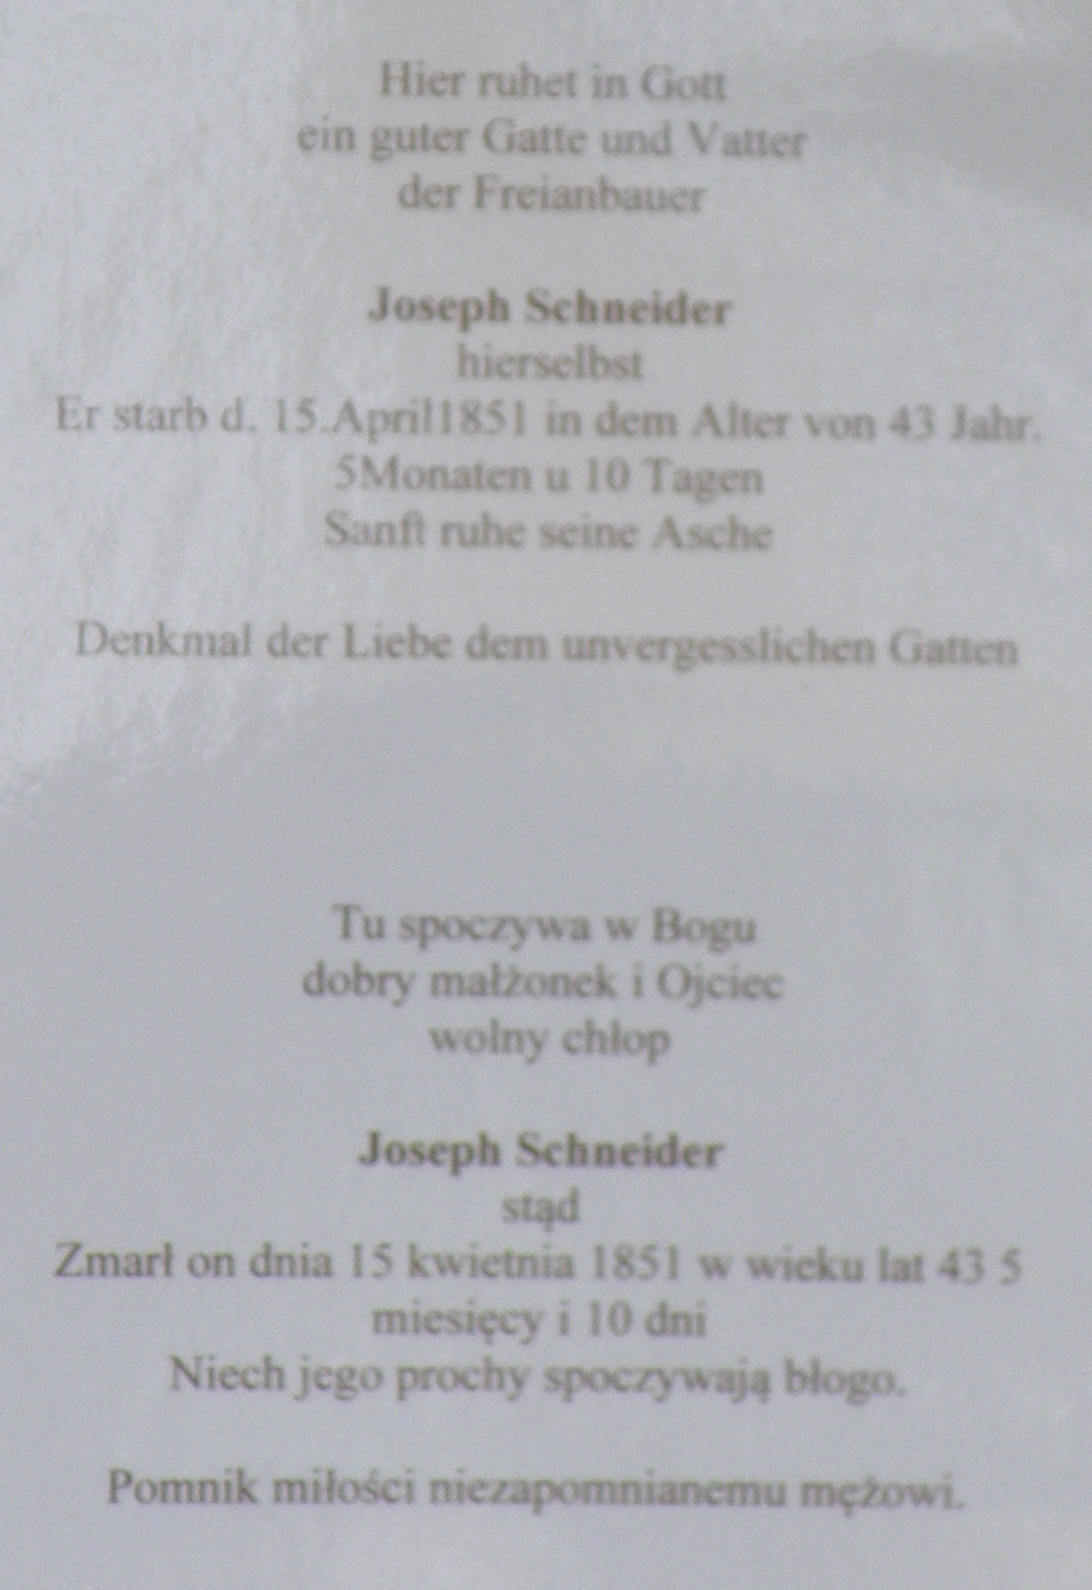 Hier ruhet in Gott
ein guter Gatte und Vatter
der Freianbauer
Joseph Schneider
hierselbst
Er starb d. 15.April1851 in dem Alter von 43 Jahr.
5Monaten u 10 Tagen
Sanft ruhe seine Asche
Denkmal der Liebe dem unvergesslichen Gatten
Tu spoczywa w Bogu
dobry małżonek i Ojciec
wolny chłop
Joseph Schneider
stąd
Zmarł on dnia 15 kwietnia 1851 w wieku lat 43 5
miesięcy i 10 dni
Niech jego prochy spoczywają błogo.
Pomnik miłości niezapomnianemu mężowi.